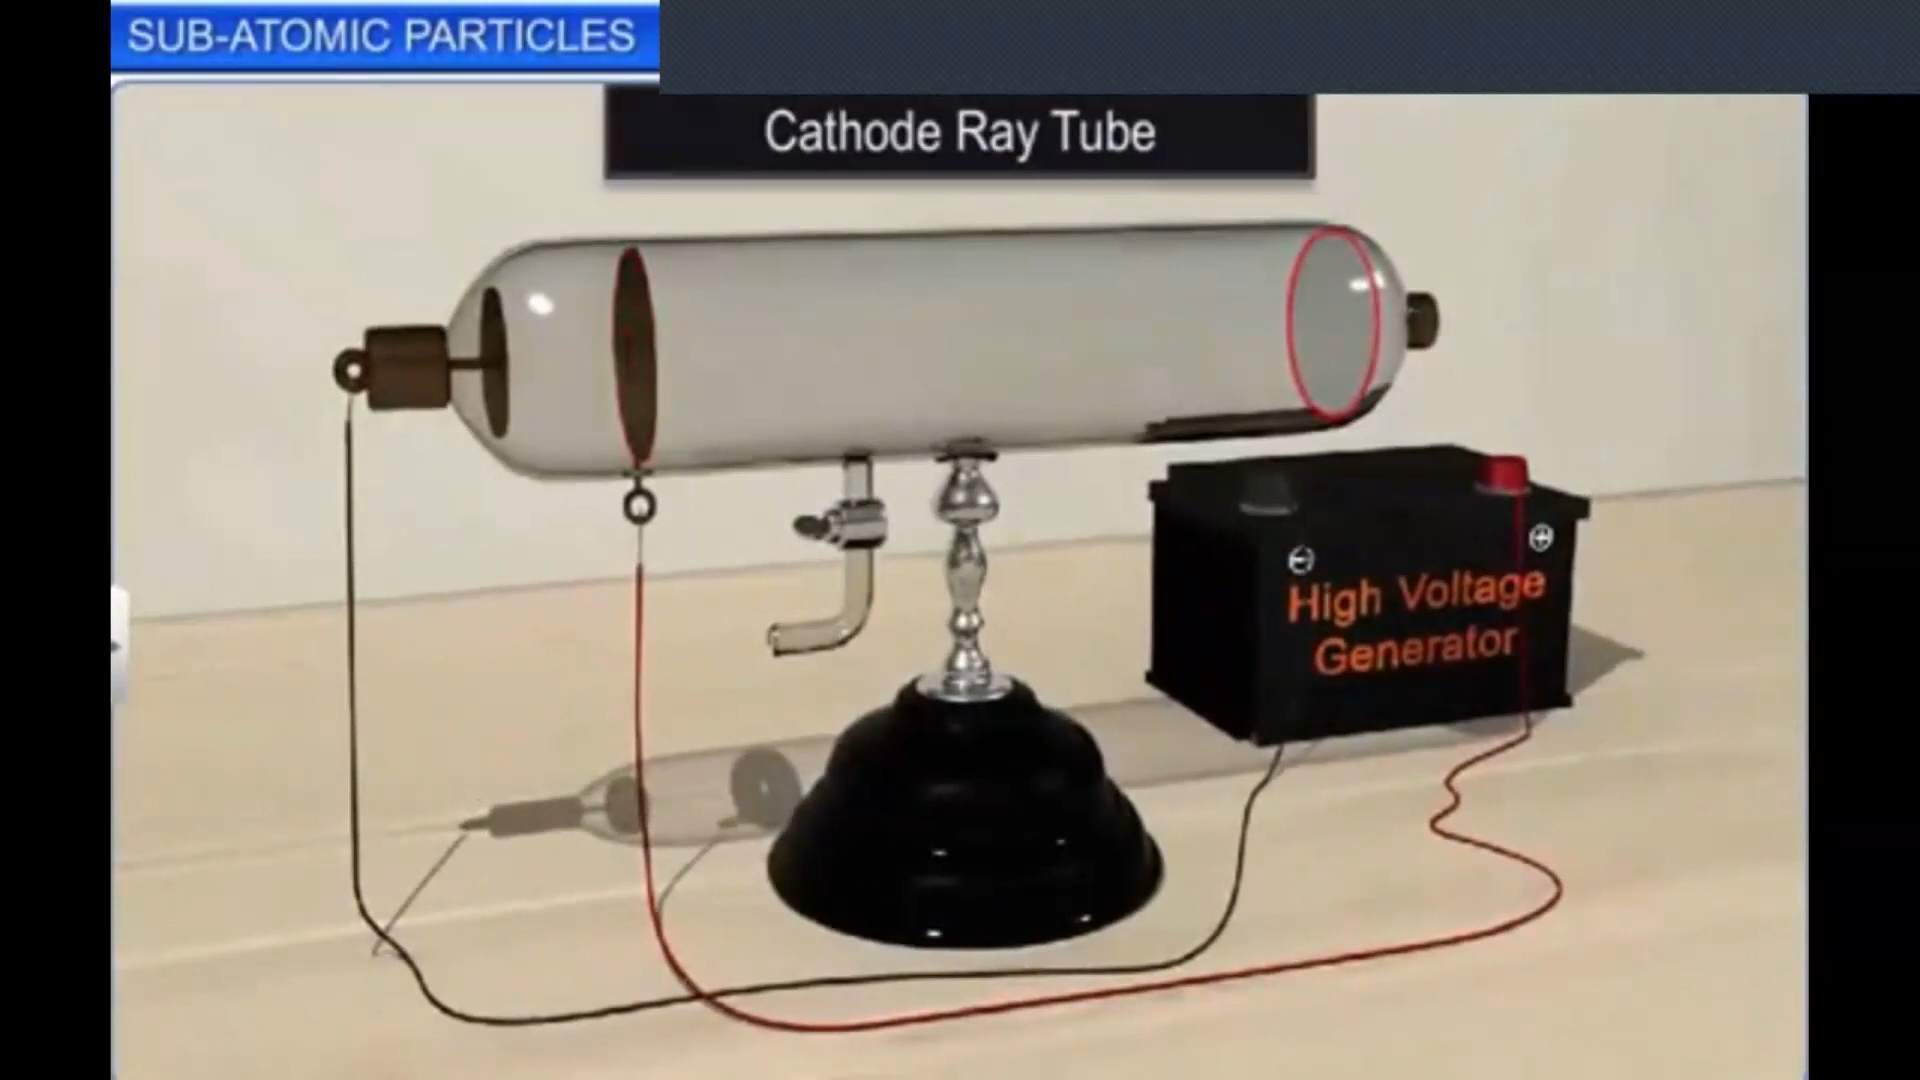 SUB-ATOMIC PARTICLES
Cathode Ray Tube
High Voltage
Generator